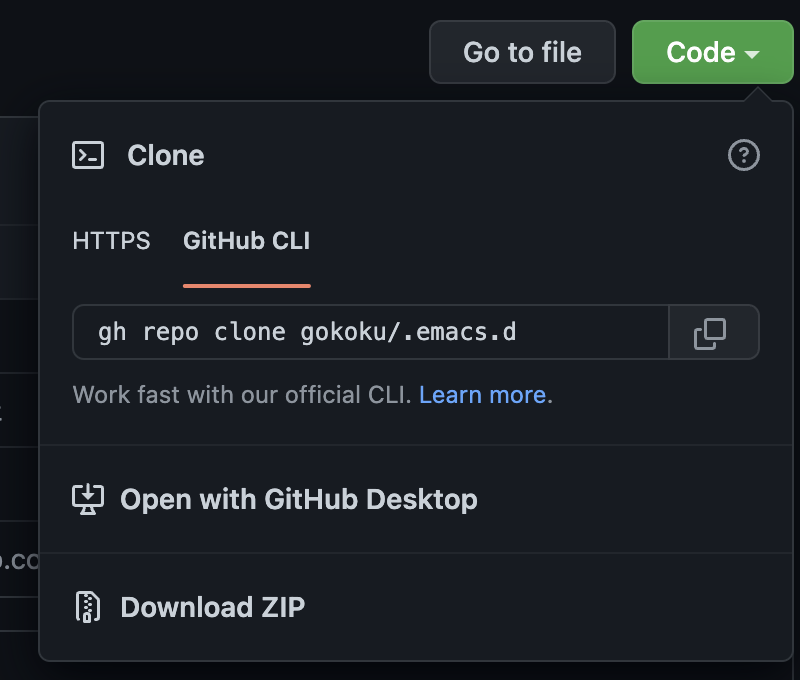 Go to file Code
Clone
HTTPS GitHub CLI
gh repo clone gokoku/.emacs.d
Work fast with our official CLI. Learn more.
Open with GitHub Desktop
Download ZIP